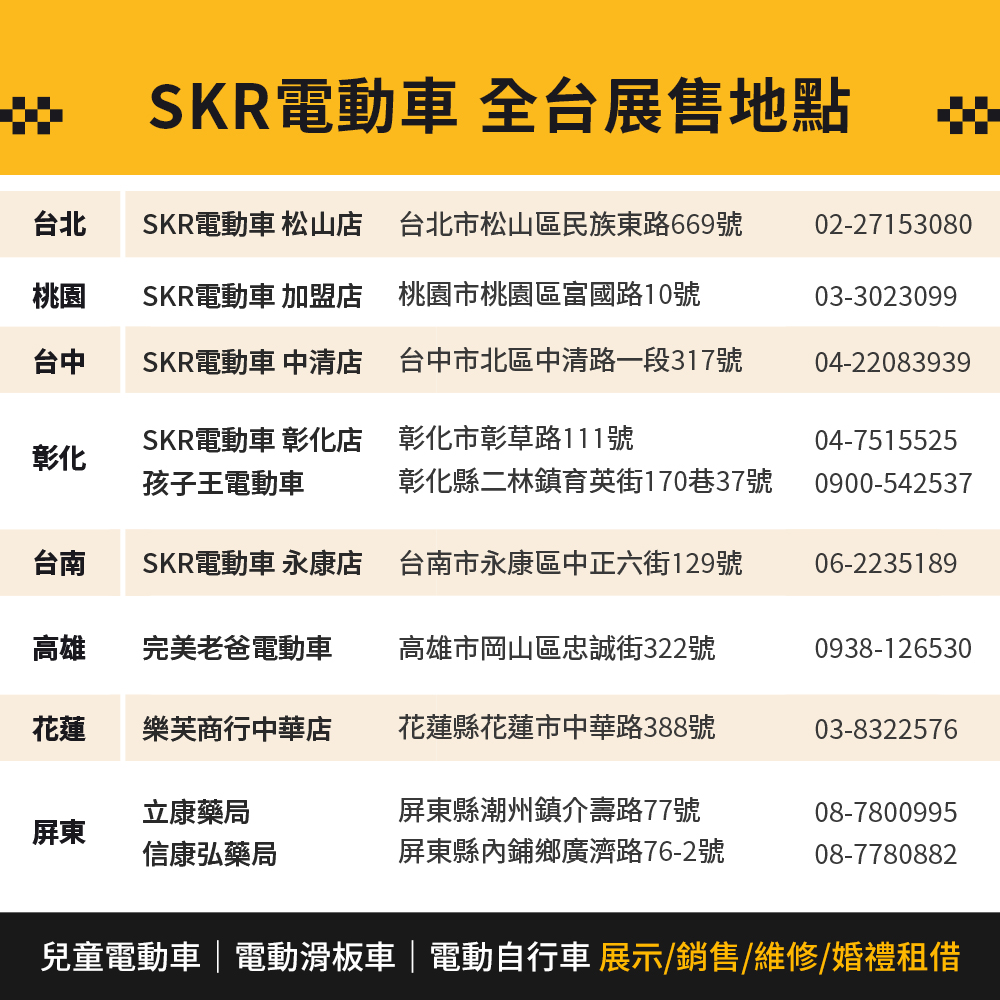 SKR電動車 全台展售地點
台北 SKR電動車 松山店 台北市松山區民族東路669號 02-27153080
桃園 SKR電動車 加盟店 桃園市桃園區富國路10號 03-3023099
台中 SKR電動車 中清店 台中市北區中清路一段317號 04-22083939
彰化
SKR電動車 彰化店 彰化市彰草路111號 04-7515525
孩子王電動車 彰化縣二林鎮育英街170巷37號 0900-542537
台南 SKR電動車 永康店 台南市永康區中正六街129號 06-2235189
高雄 完美老爸電動車 高雄市岡山區忠誠街322號 0938-126530
花蓮 樂芙商行中華店 花蓮縣花蓮市中華路388號 03-8322576
屏東
立康藥局 屏東縣潮州鎮介壽路77號 08-7800995
信康弘藥局 屏東縣內鋪鄉廣濟路76-2號 08-7780882
兒童電動車｜電動滑板車｜電動自行車 展示/銷售/維修/婚禮租借